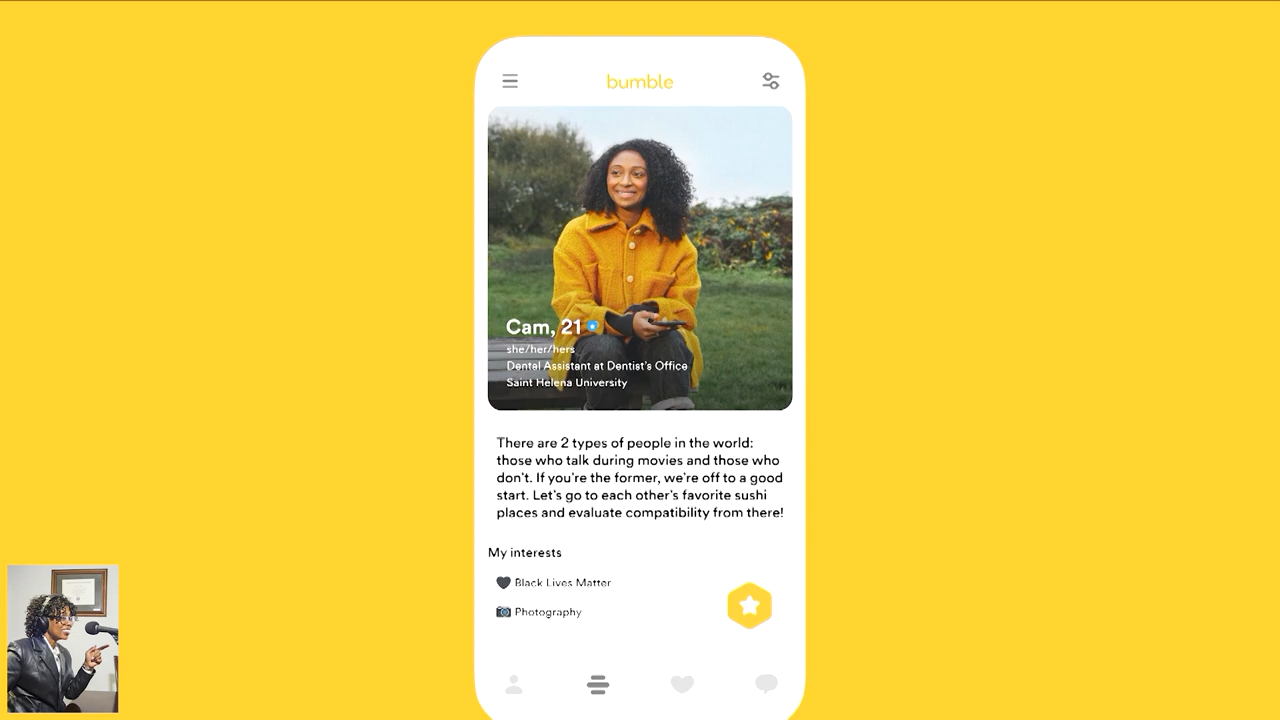 bumble
Cam, 21
she/her/hers
Dental Assistant at Dentist's Office
Saint Helena University
There are 2 types of people in the world:
those who talk during movies and those who
don't. If you're the former, we're off to a good
start. Let's go to each other's favorite sushi
places and evaluate compatibility from there!
My interests
Black Lives Matter
Photography